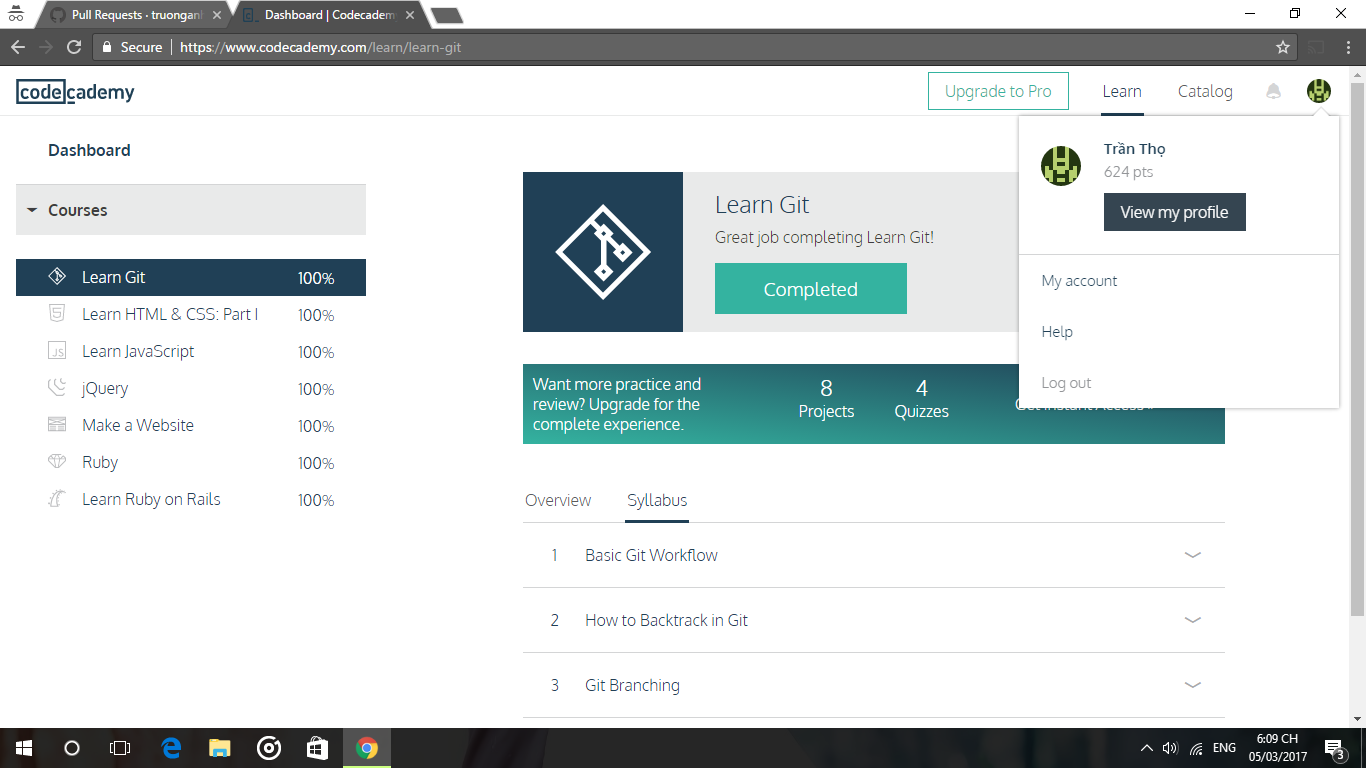 Pull Requests · truongan
Dashboard | Codecadem
Secure
https://www.codecademy.com/learn/learn-git
codecademy
Upgrade to Pro
Learn
Catalog
Dashboard
Trần Thọ
624 pts
View my profile
My account
Help
Log out
Courses
Learn Git 100%
Learn HTML & CSS: Part I 100%
Learn JavaScript 100%
jQuery 100%
Make a Website 100%
Ruby 100%
Learn Ruby on Rails 100%
Learn Git
Great job completing Learn Git!
Completed
Want more practice and
review? Upgrade for the
complete experience.
8
Projects
4
Quizzes
Get Instant Access »
Overview
Syllabus
1 Basic Git Workflow
2 How to Backtrack in Git
3 Git Branching
ENG
6:09 CH
05/03/2017
3